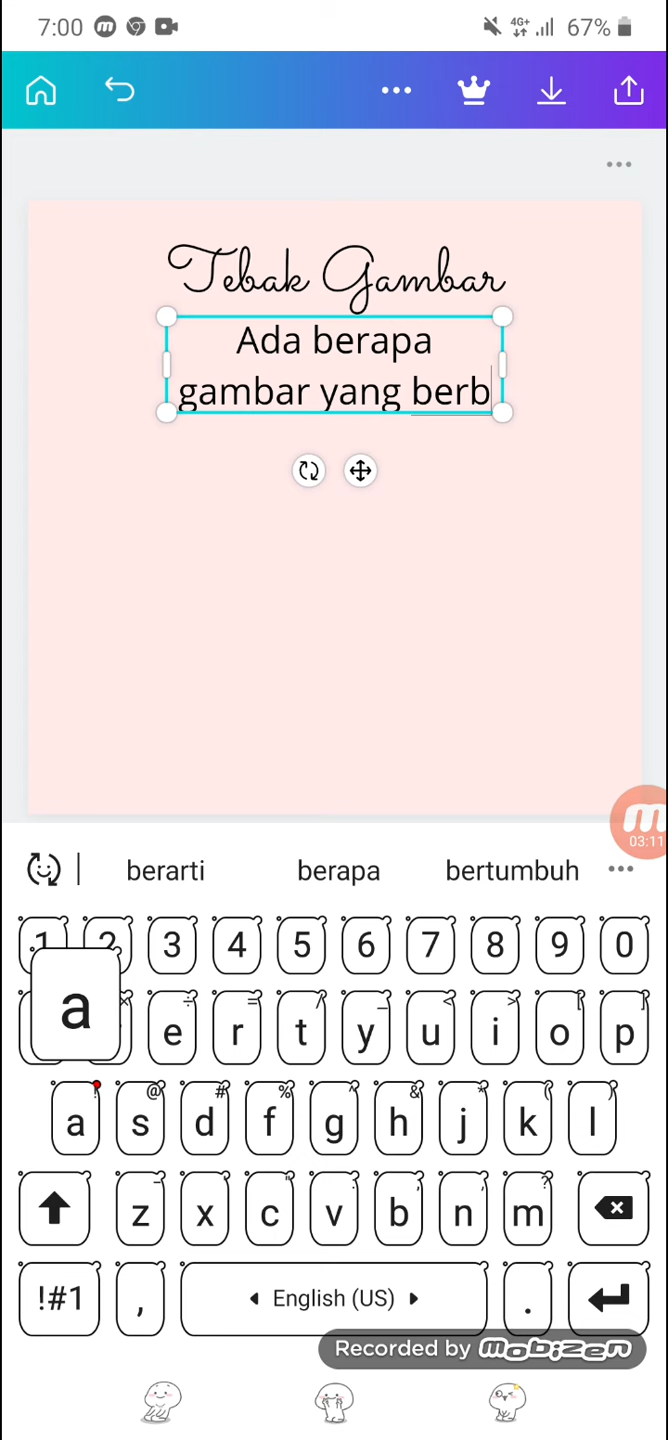 7:00
4G+
67%
Tebak Gambar
Ada berapa
gambar yang berb
03:11
berarti berapa bertumbuh
1 2 3 4 5 6 7 8 9 0
a
e r t y u i o p
a s d f g h j k l
z x c v b n m
!#1 , English (US) .
Recorded by mobizen